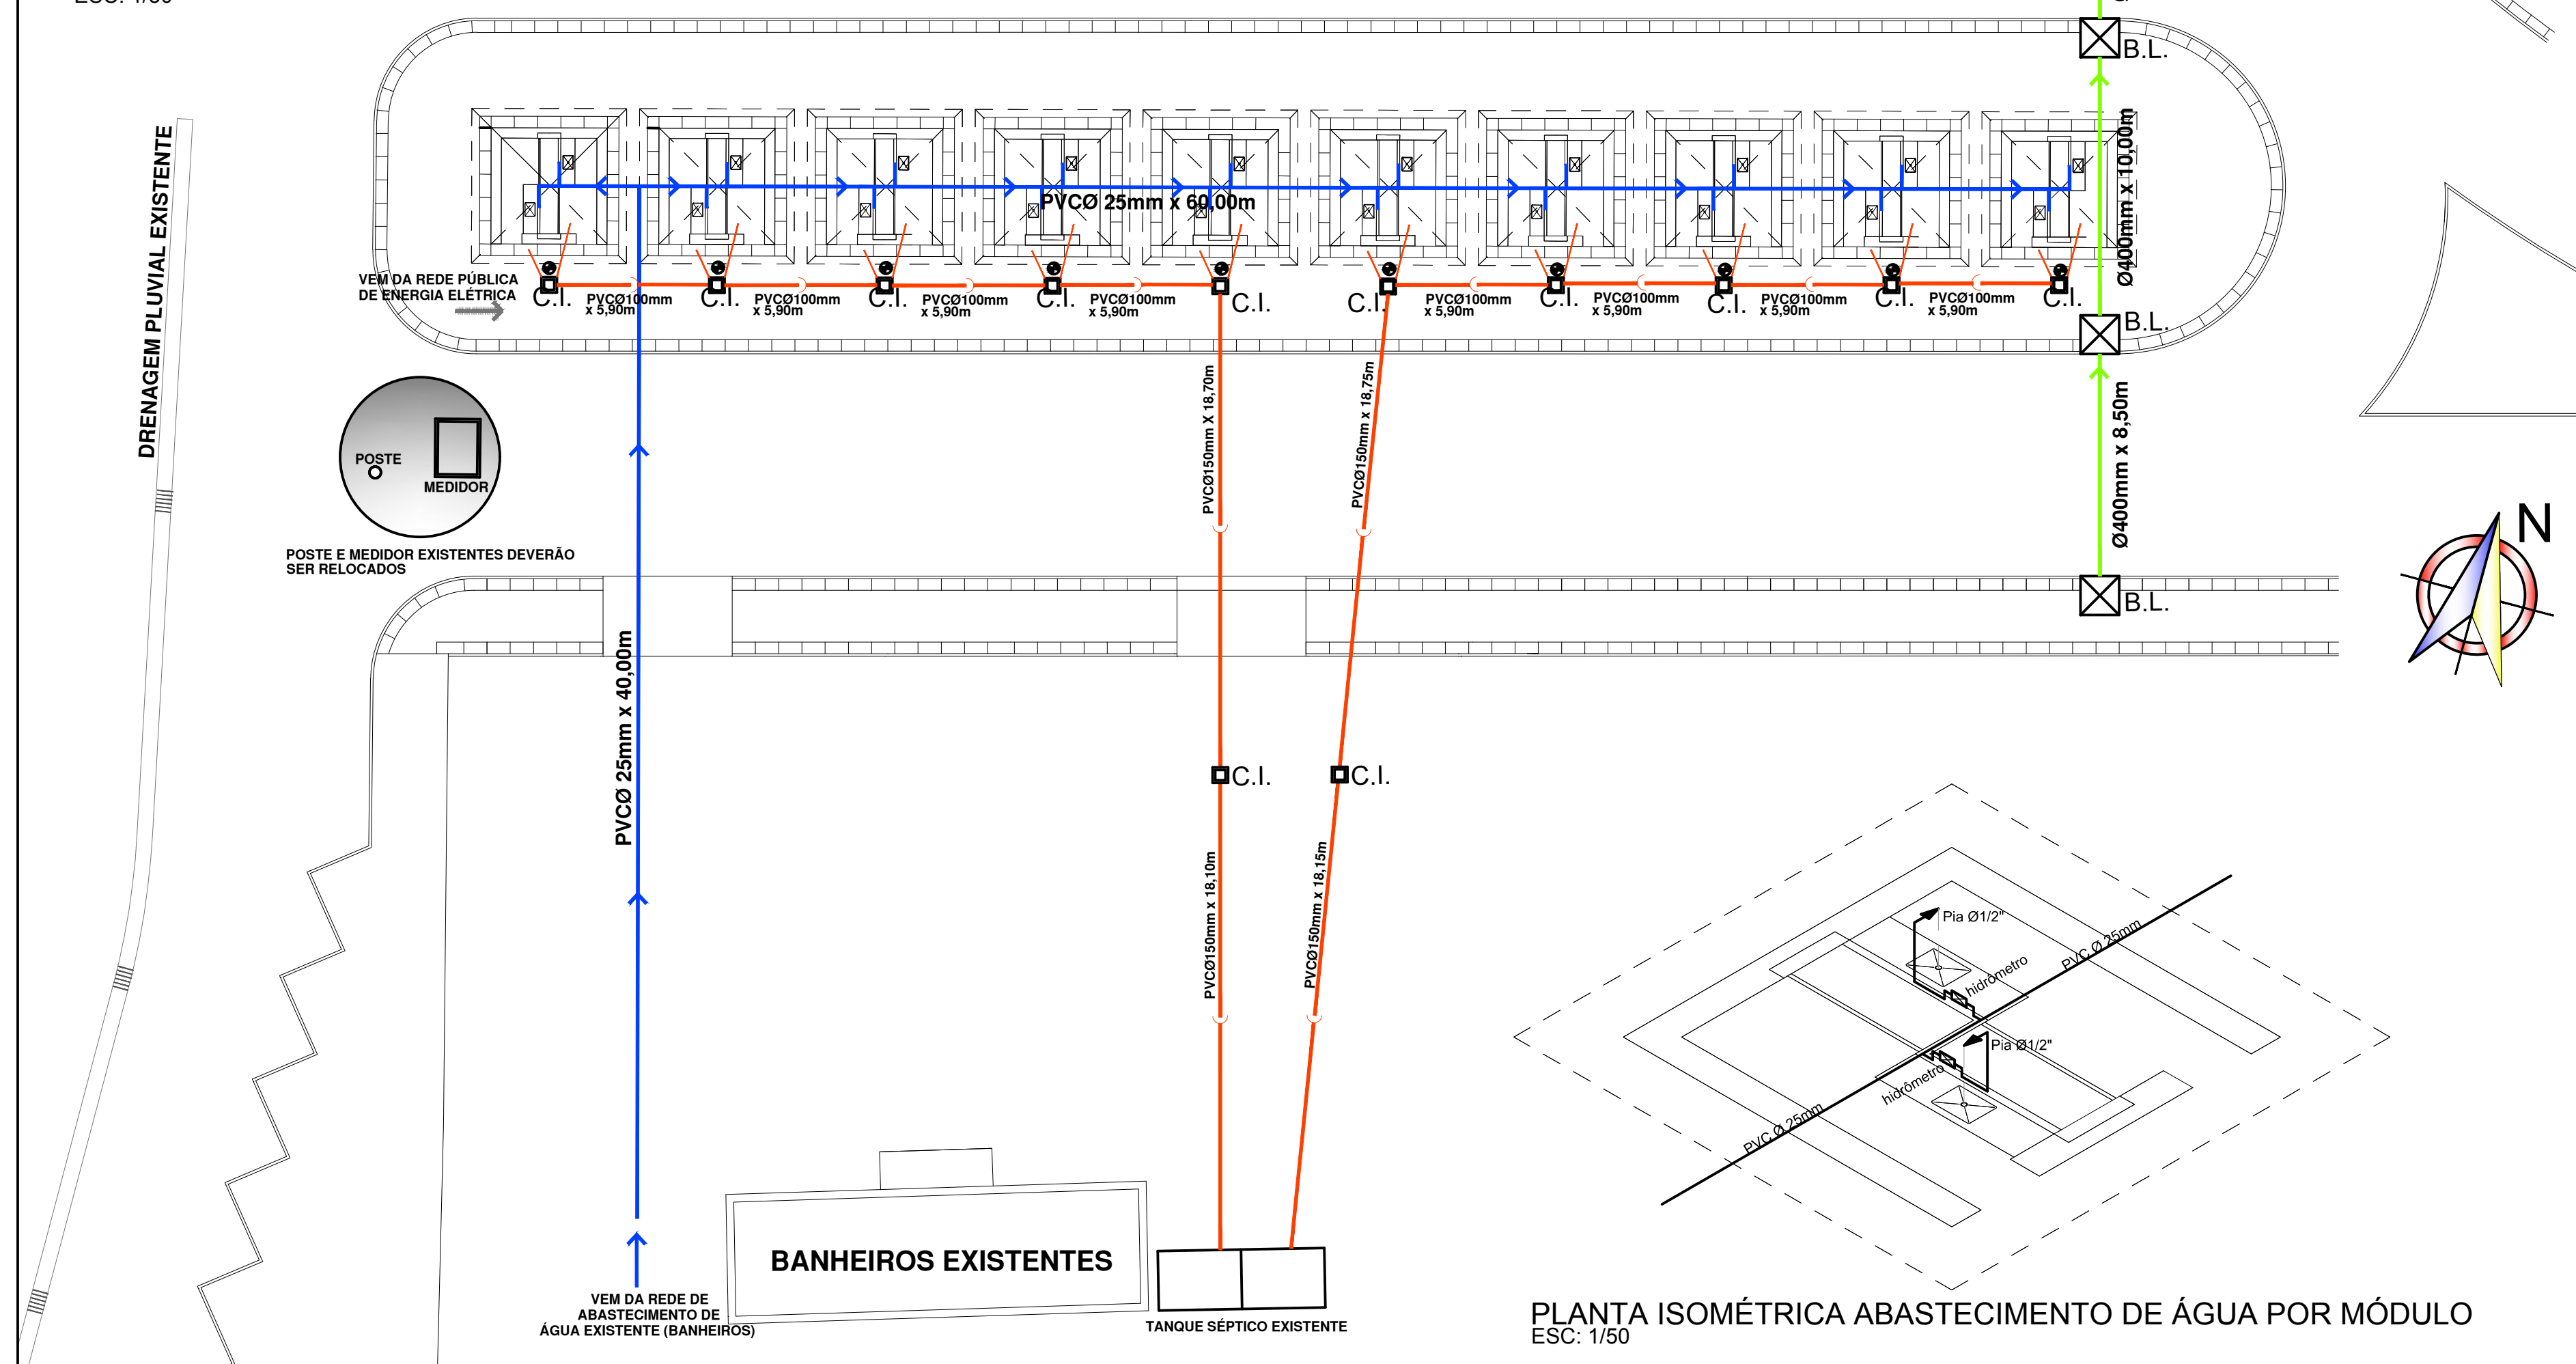 B.L.
Ø400mm x 10,00m
PVCØ 25mm x 60,00m
DRENAGEM PLUVIAL EXISTENTE
VEM DA REDE PÚBLICA
DE ENERGIA ELÉTRICA
C.I.
PVCØ100mm
x 5,90m
C.I.
PVCØ100mm
x 5,90m
C.I.
PVCØ100mm
x 5,90m
C.I.
PVCØ100mm
x 5,90m
C.I.
C.I.
PVCØ100mm
x 5,90m
C.I.
PVCØ100mm
x 5,90m
C.I.
PVCØ100mm
x 5,90m
C.I.
PVCØ100mm
x 5,90m
C.I.
B.L.
PVCØ150mm X 18,70m
PVCØ150mm x 18,75m
Ø400mm x 8,50m
POSTE
MEDIDOR
POSTE E MEDIDOR EXISTENTES DEVERÃO
SER RELOCADOS
N
B.L.
PVCØ 25mm x 40,00m
C.I.
C.I.
PVCØ150mm x 18,10m
PVCØ150mm x 18,15m
Pia Ø1/2"
PVC Ø 25mm
hidrômetro
Pia Ø1/2"
hidrômetro
PVC Ø 25mm
BANHEIROS EXISTENTES
VEM DA REDE DE
ABASTECIMENTO DE
ÁGUA EXISTENTE (BANHEIROS)
TANQUE SÉPTICO EXISTENTE
PLANTA ISOMÉTRICA ABASTECIMENTO DE ÁGUA POR MÓDULO
ESC: 1/50